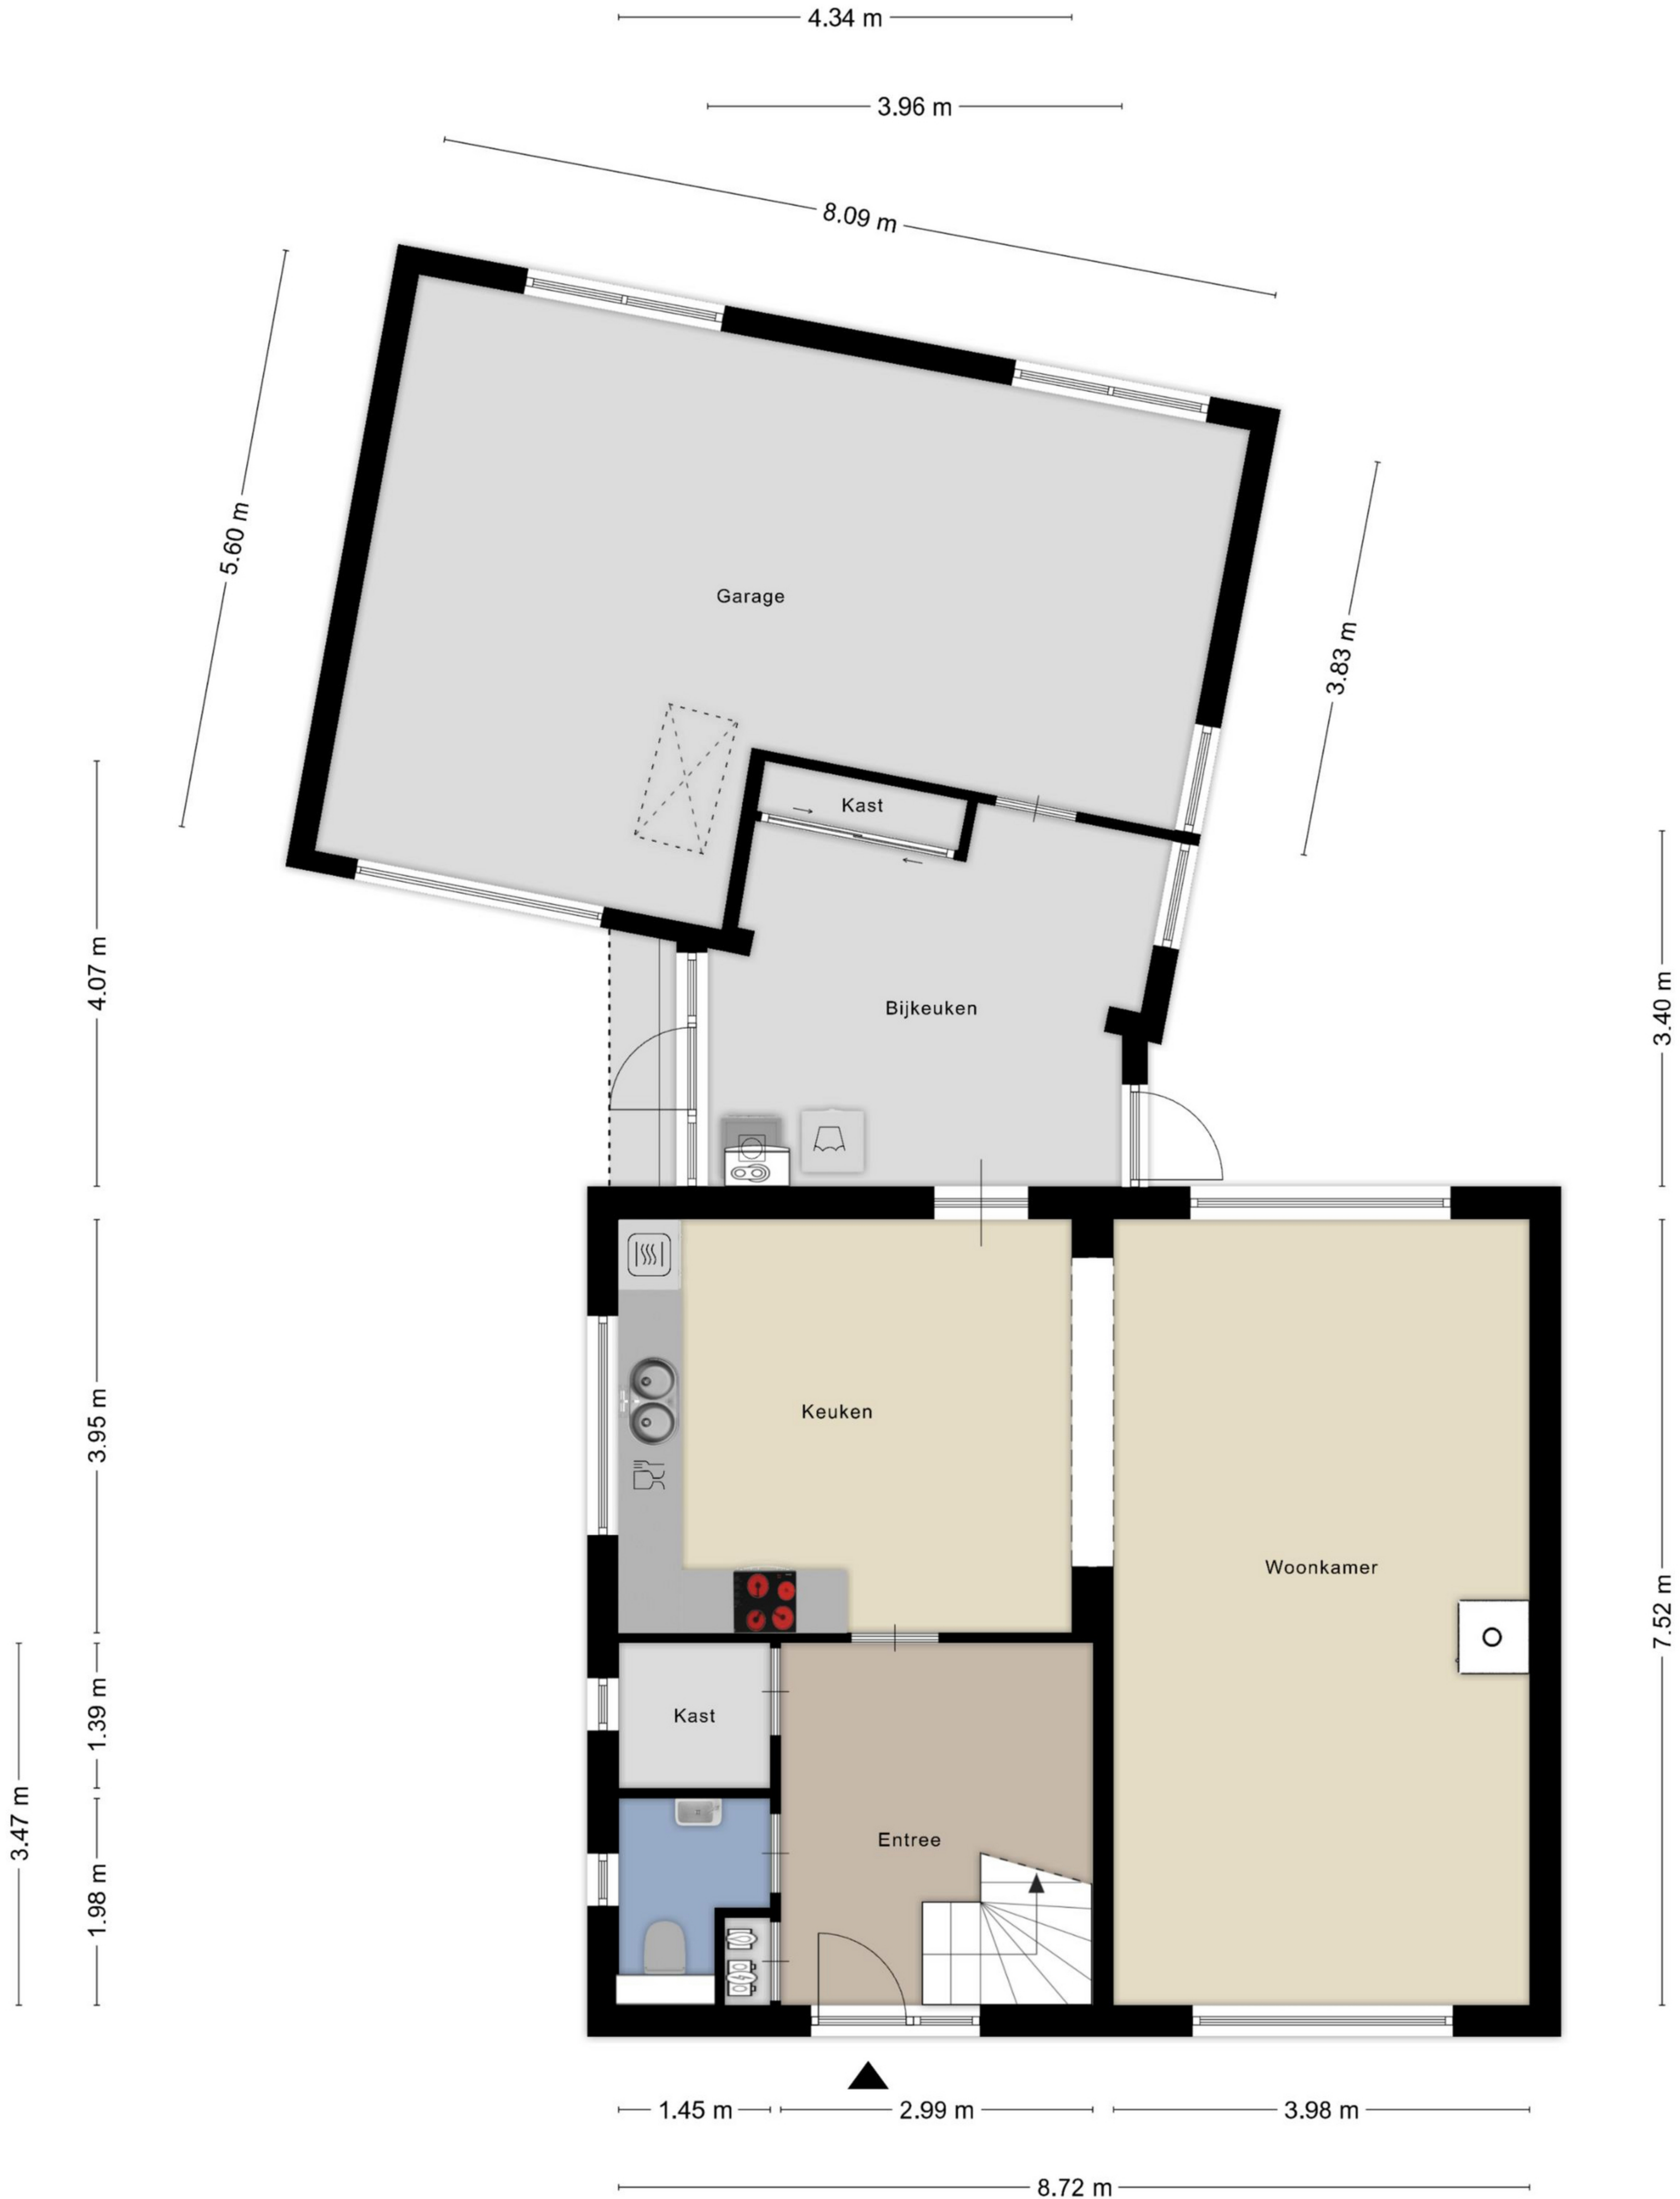 4.34 m
3.96 m
8.09 m
5.60 m
Garage
3.83 m
Kast
4.07 m
Bijkeuken
3.40 m
3.95 m
Keuken
Woonkamer
7.52 m
1.39 m
Kast
3.47 m
Entree
1.98 m
1.45 m
2.99 m
3.98 m
8.72 m